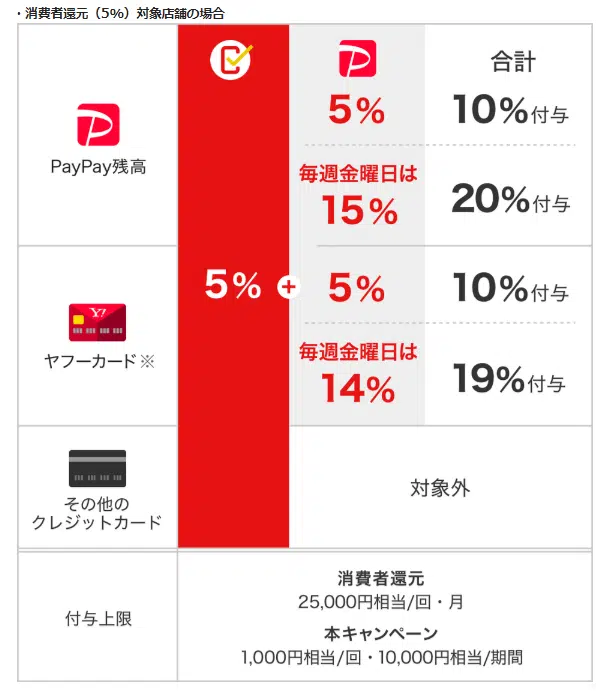 ・消費者還元（5%）対象店舗の場合
合計
PayPay残高
5%
10%付与
毎週金曜日は
15%
20%付与
5%
+
ヤフーカード※
5%
10%付与
毎週金曜日は
14%
19%付与
その他の
クレジットカード
対象外
付与上限
消費者還元
25,000円相当/回・月
本キャンペーン
1,000円相当/回・10,000円相当/期間